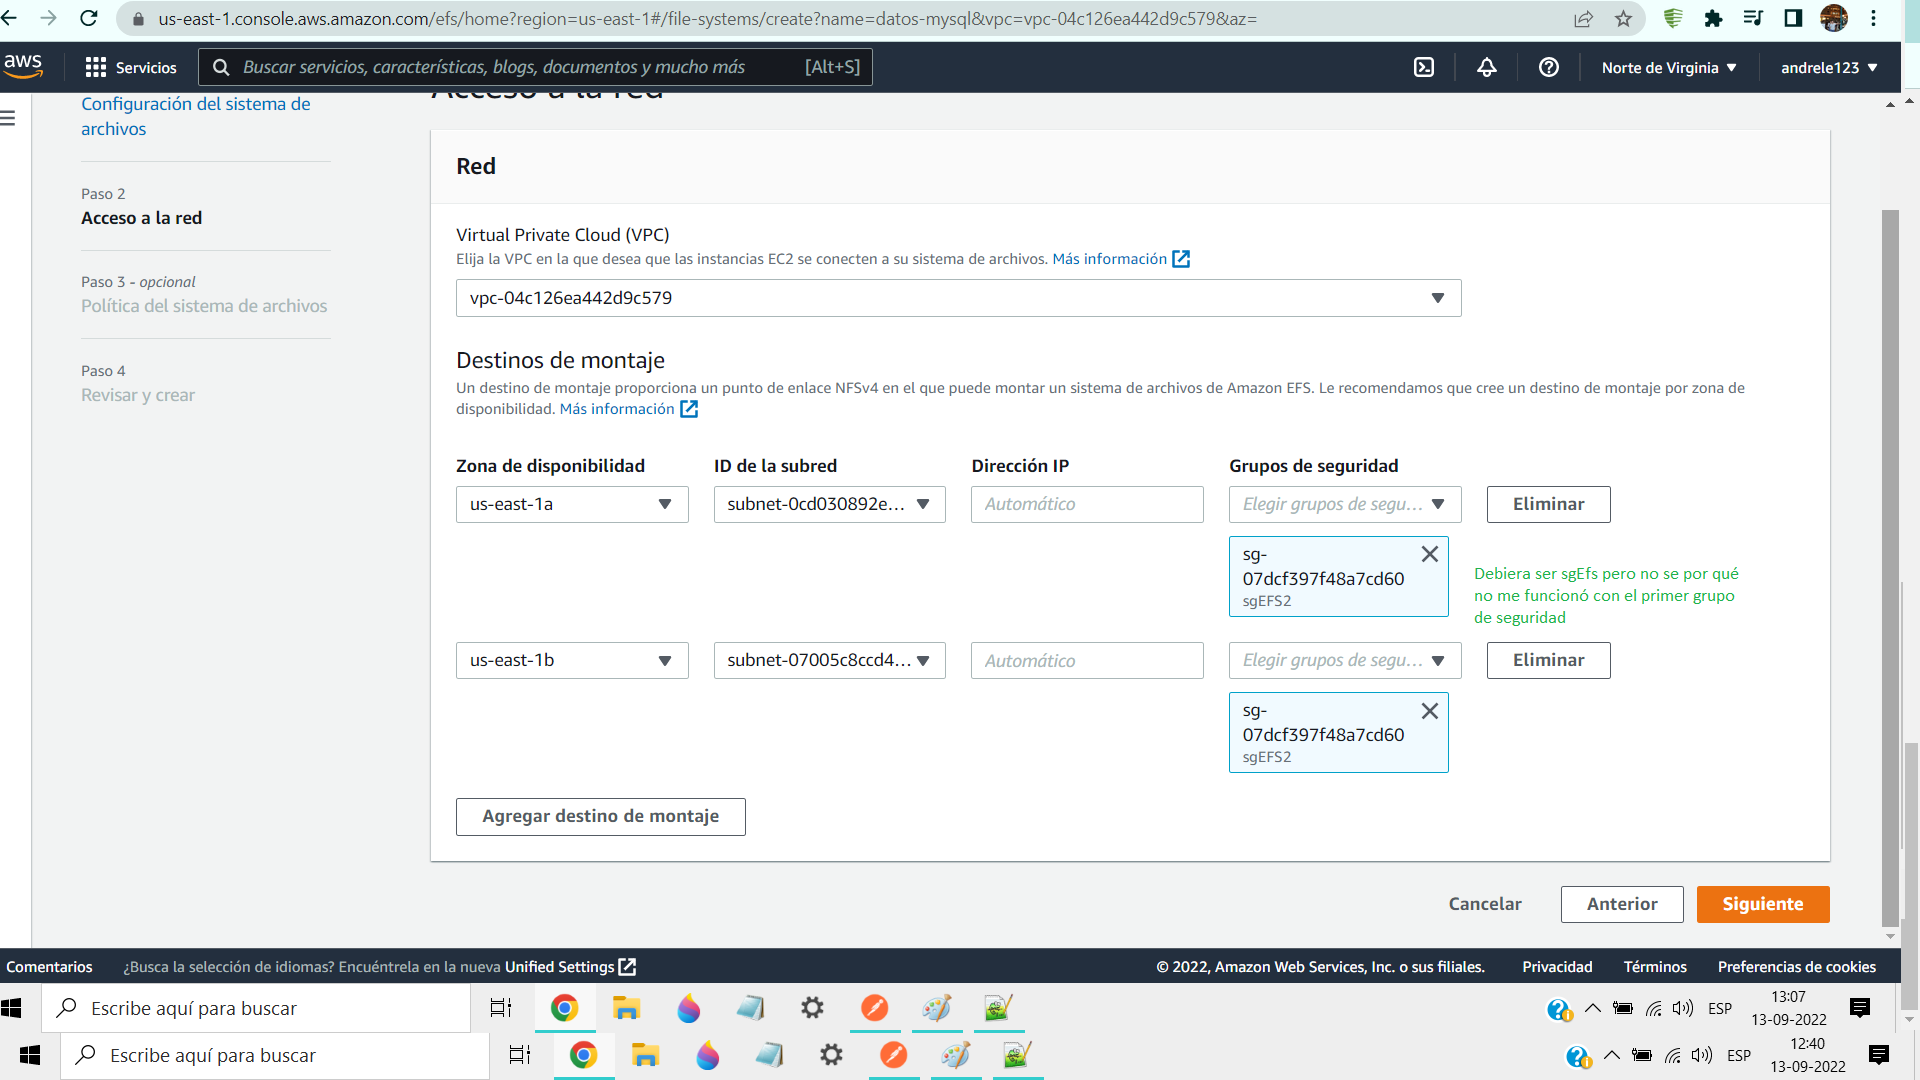 us-east-1.console.aws.amazon.com/efs/home?region=us-east-1#/file-systems/create?name=datos-mysql&vpc=vpc-04c126ea442d9c579&az=
aws
Servicios
Buscar servicios, características, blogs, documentos y mucho más
[Alt+S]
Norte de Virginia
andrele123
Configuración del sistema de
archivos
Paso 2
Acceso a la red
Paso 3 - opcional
Política del sistema de archivos
Paso 4
Revisar y crear
Acceso a la red
Red
Virtual Private Cloud (VPC)
Elija la VPC en la que desea que las instancias EC2 se conecten a su sistema de archivos. Más información
vpc-04c126ea442d9c579
Destinos de montaje
Un destino de montaje proporciona un punto de enlace NFSv4 en el que puede montar un sistema de archivos de Amazon EFS. Le recomendamos que cree un destino de montaje por zona de
disponibilidad. Más información
Zona de disponibilidad
ID de la subred
Dirección IP
Grupos de seguridad
us-east-1a
subnet-0cd030892e...
Automático
Elegir grupos de segu...
Eliminar
sg-
07dcf397f48a7cd60
sgEFS2
Debiera ser sgEfs pero no se por qué
no me funcionó con el primer grupo
de seguridad
us-east-1b
subnet-07005c8ccd4...
Automático
Elegir grupos de segu...
Eliminar
sg-
07dcf397f48a7cd60
sgEFS2
Agregar destino de montaje
Cancelar
Anterior
Siguiente
Comentarios
¿Busca la selección de idiomas? Encuéntrela en la nueva Unified Settings
© 2022, Amazon Web Services, Inc. o sus filiales.
Privacidad
Términos
Preferencias de cookies
Escribe aquí para buscar
ESP
13:07
13-09-2022
Escribe aquí para buscar
ESP
12:40
13-09-2022